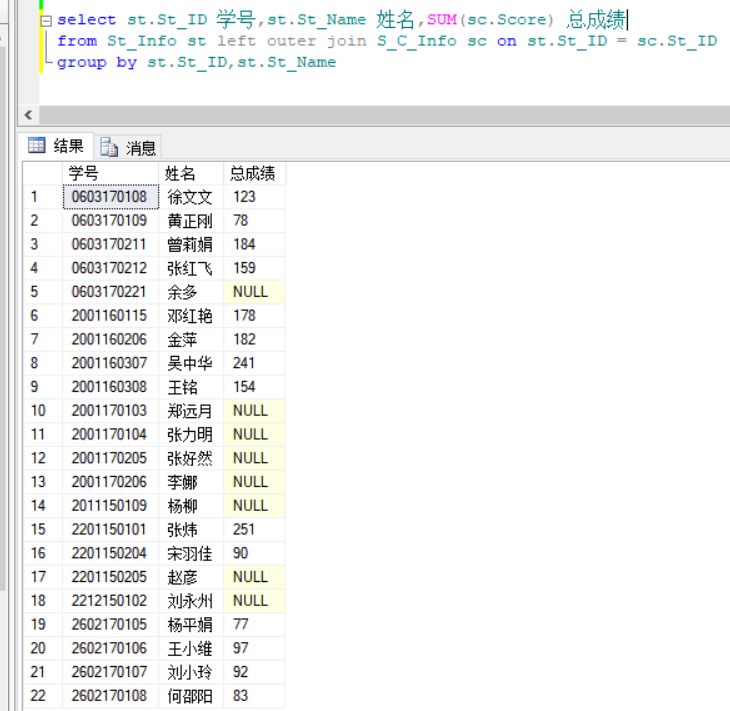 select st.St_ID 学号,st.St_Name 姓名,SUM(sc.Score) 总成绩
from St_Info st left outer join S_C_Info sc on st.St_ID = sc.St_ID
group by st.St_ID,st.St_Name
结果 消息
学号 姓名 总成绩
1 0603170108 徐文文 123
2 0603170109 黄正刚 78
3 0603170211 曾莉娟 184
4 0603170212 张红飞 159
5 0603170221 余多 NULL
6 2001160115 邓红艳 178
7 2001160206 金萍 182
8 2001160307 吴中华 241
9 2001160308 王铭 154
10 2001170103 郑远月 NULL
11 2001170104 张力明 NULL
12 2001170205 张好然 NULL
13 2001170206 李娜 NULL
14 2011150109 杨柳 NULL
15 2201150101 张炜 251
16 2201150204 宋羽佳 90
17 2201150205 赵彦 NULL
18 2212150102 刘永州 NULL
19 2602170105 杨平娟 77
20 2602170106 王小维 97
21 2602170107 刘小玲 92
22 2602170108 何邵阳 83